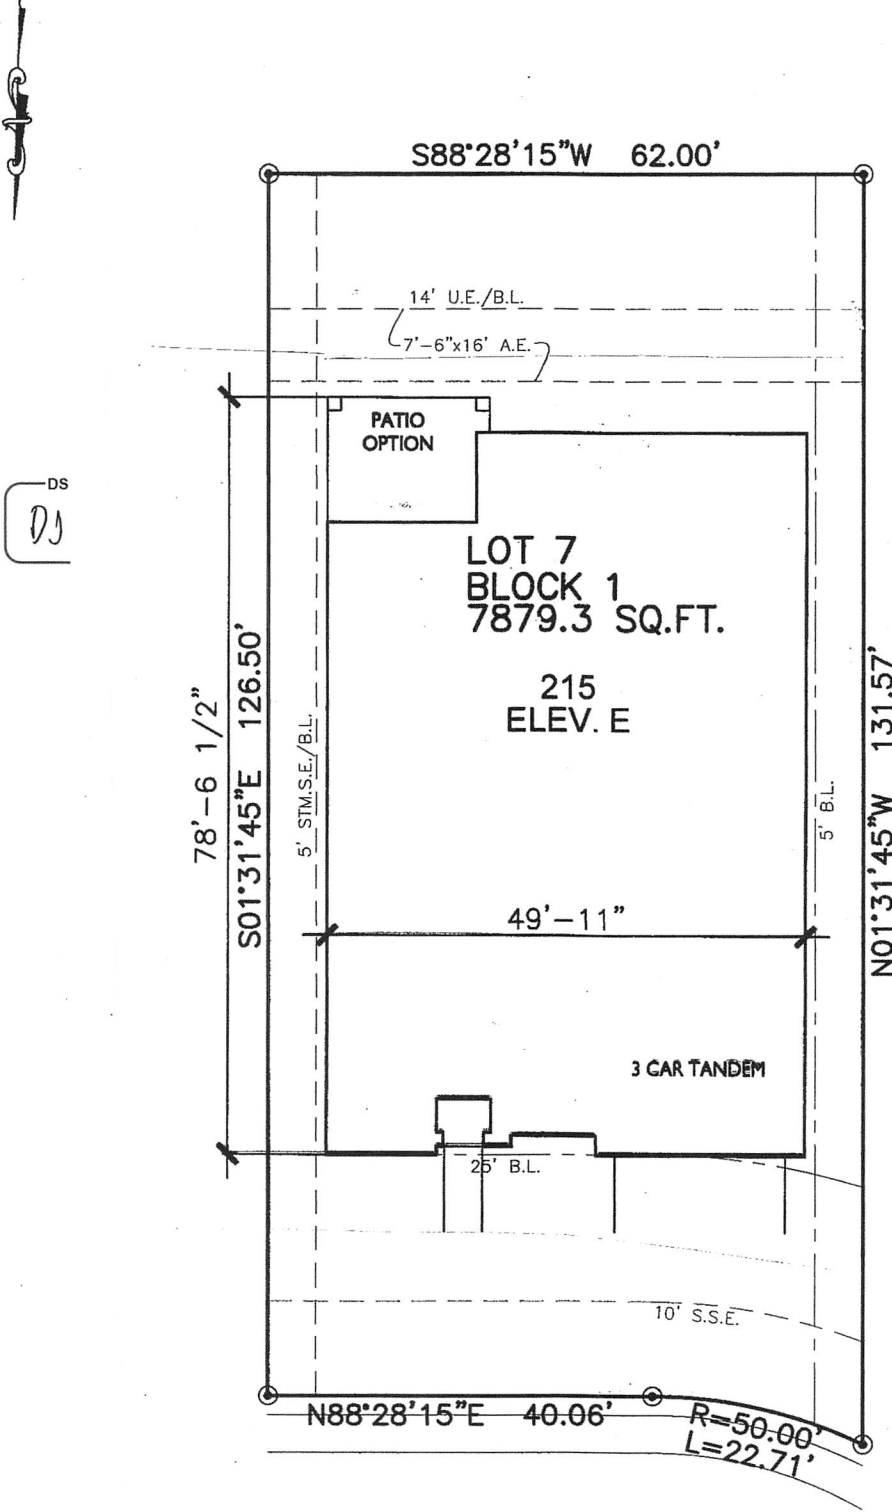 S88°28'15"W 62.00'
14' U.E./B.L.
7'-6"x16' A.E.
PATIO
OPTION
DS
DJ
LOT 7
BLOCK 1
7879.3 SQ.FT.
215
ELEV. E
78'-6 1/2"
S01°31'45"E 126.50'
5' STM.S.E./B.L.
5' B.L.
N01°31'45"W 131.57'
49'-11"
3 CAR TANDEM
25' B.L.
10' S.S.E.
N88°28'15"E 40.06'
R=50.00'
L=22.71'